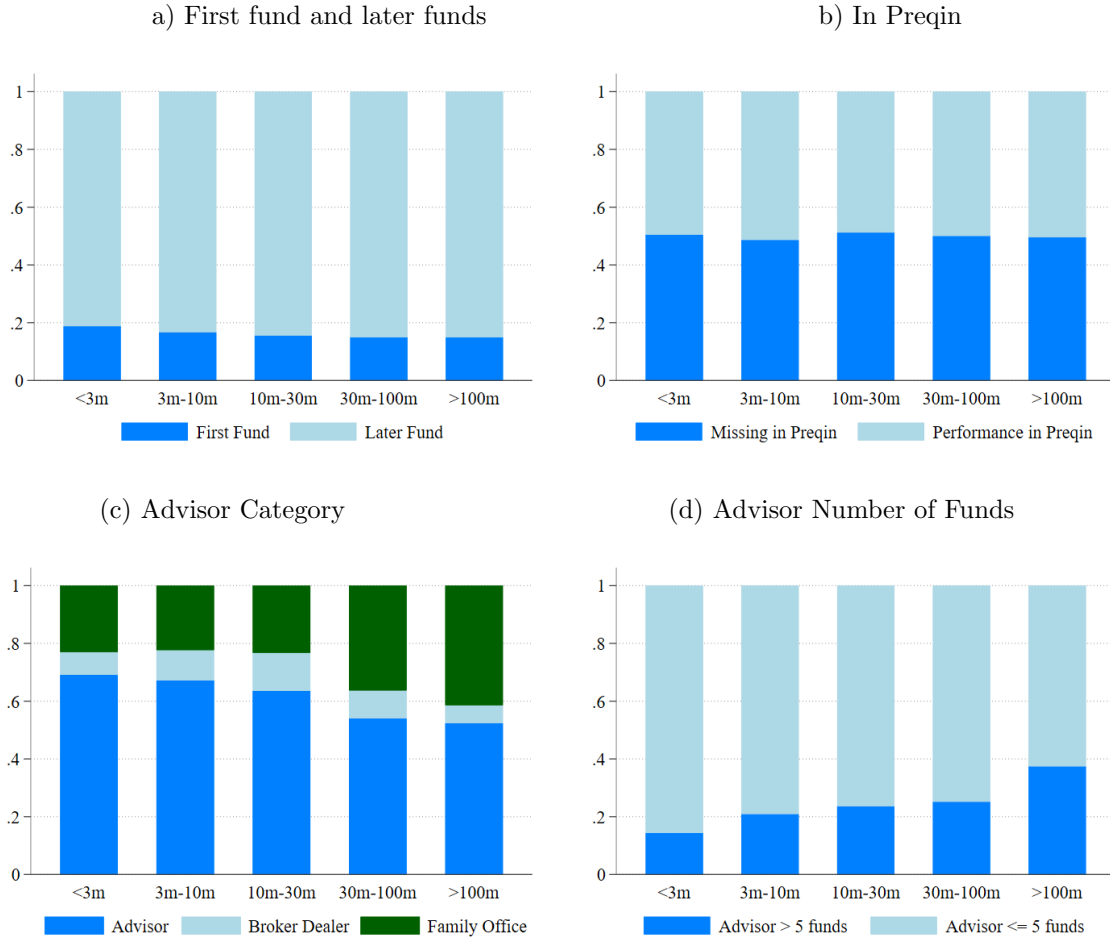 a) First fund and later funds
1
.8
.6
.4
.2
0
<3m 3m-10m 10m-30m 30m-100m >100m
First Fund Later Fund
b) In Preqin
1
.8
.6
.4
.2
0
<3m 3m-10m 10m-30m 30m-100m >100m
Missing in Preqin Performance in Preqin
(c) Advisor Category
1
.8
.6
.4
.2
0
<3m 3m-10m 10m-30m 30m-100m >100m
Advisor Broker Dealer Family Office
(d) Advisor Number of Funds
1
.8
.6
.4
.2
0
<3m 3m-10m 10m-30m 30m-100m >100m
Advisor > 5 funds Advisor <= 5 funds